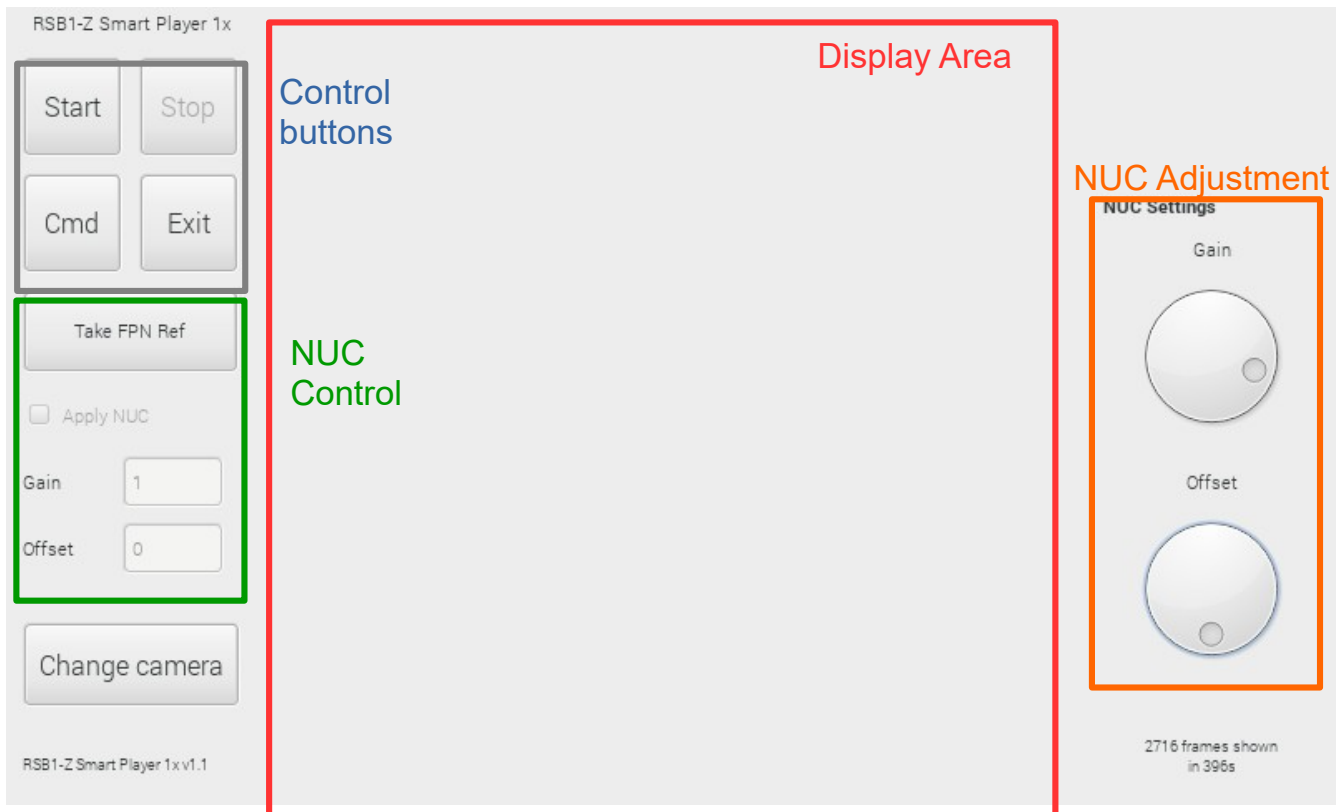 RSB1-Z Smart Player 1x
Display Area
Start
Stop
Control
buttons
Cmd
Exit
NUC Adjustment
NUC Settings
Gain
Take FPN Ref
NUC
Control
Apply NUC
Gain
1
Offset
Offset
0
Change camera
2716 frames shown
in 396s
RSB1-Z Smart Player 1x v1.1